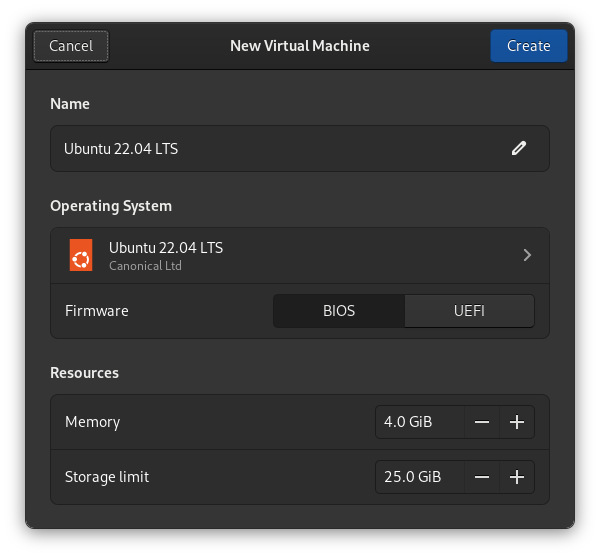 Cancel
New Virtual Machine
Create
Name
Ubuntu 22.04 LTS
Operating System
Ubuntu 22.04 LTS
Canonical Ltd
Firmware
BIOS
UEFI
Resources
Memory
4.0 GiB
Storage limit
25.0 GiB